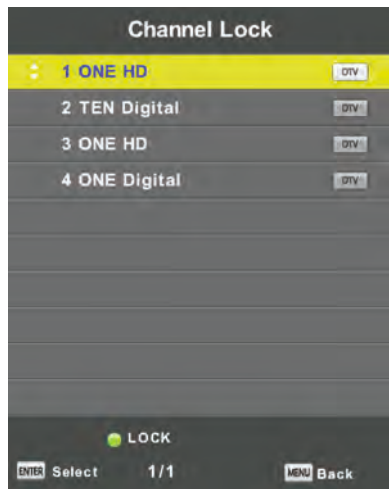 Channel Lock
1 ONE HD DTV
2 TEN Digital DTV
3 ONE HD DTV
4 ONE Digital DTV
LOCK
ENTER Select 1/1 MENU Back